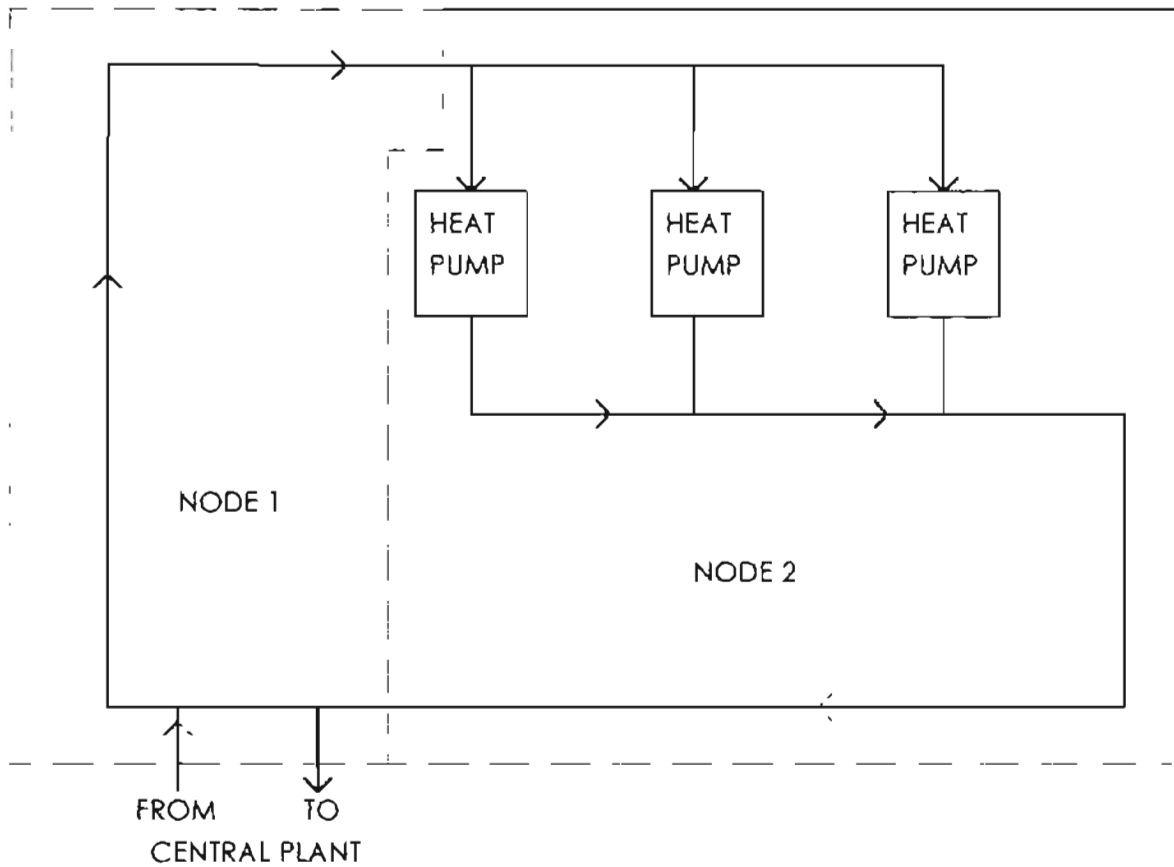 HEAT
PUMP
HEAT
PUMP
HEAT
PUMP
NODE 1
NODE 2
FROM TO
CENTRAL PLANT